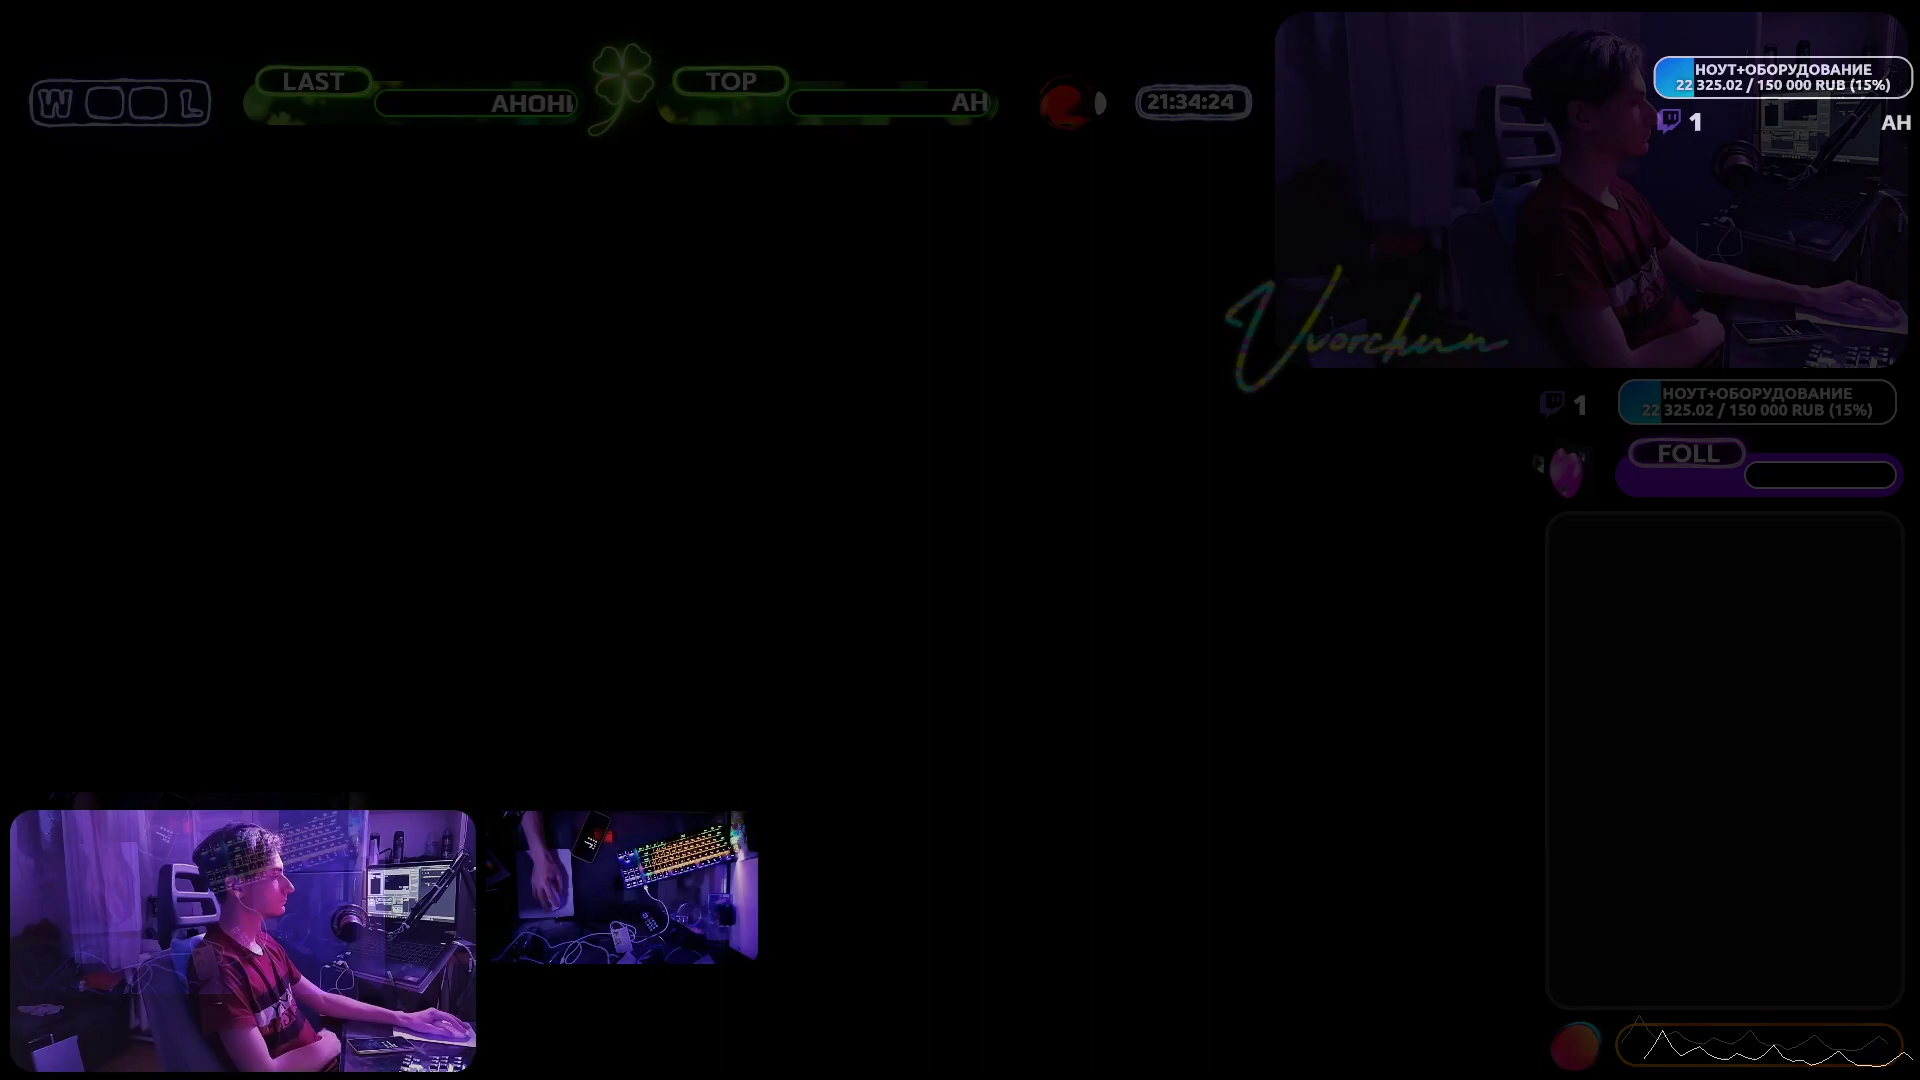 W OO L
LAST
АНОНІ
TOP
АН
21:34:24
НОУТ+ОБОРУДОВАНИЕ
22 325.02 / 150 000 RUB (15%)
1
АН
Vvorchun
1
НОУТ+ОБОРУДОВАНИЕ
22 325.02 / 150 000 RUB (15%)
FOLL